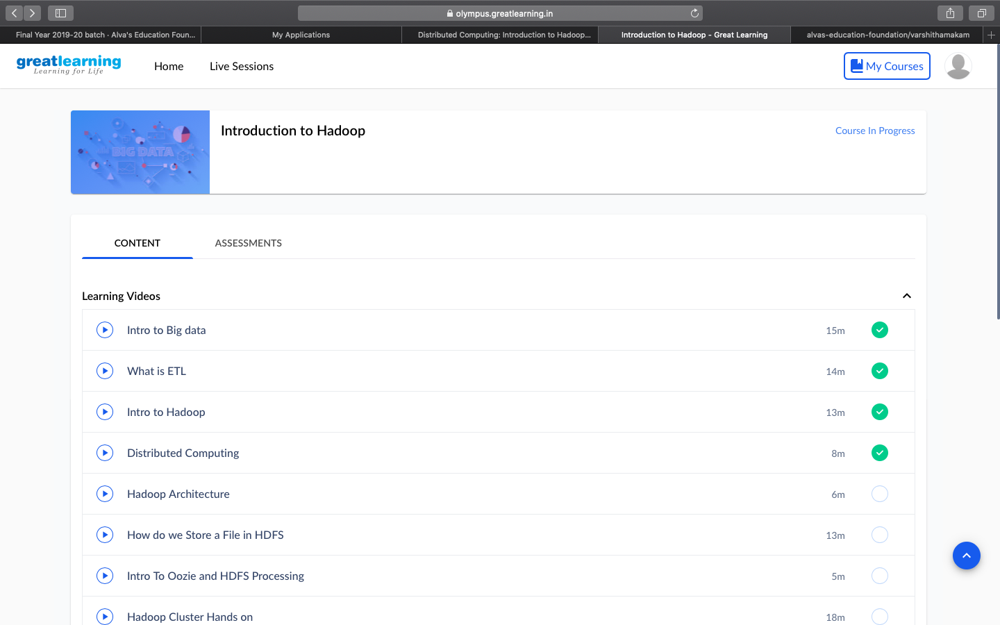 olympus.greatlearning.in
Final Year 2019-20 batch · Alva's Education Foun...
My Applications
Distributed Computing: Introduction to Hadoop...
Introduction to Hadoop - Great Learning
alvas-education-foundation/varshithamakam
greatlearning
Learning for Life
Home
Live Sessions
My Courses
BIG DATA
Introduction to Hadoop
Course In Progress
CONTENT
ASSESSMENTS
Learning Videos
Intro to Big data 15m
What is ETL 14m
Intro to Hadoop 13m
Distributed Computing 8m
Hadoop Architecture 6m
How do we Store a File in HDFS 13m
Intro To Oozie and HDFS Processing 5m
Hadoop Cluster Hands on 18m